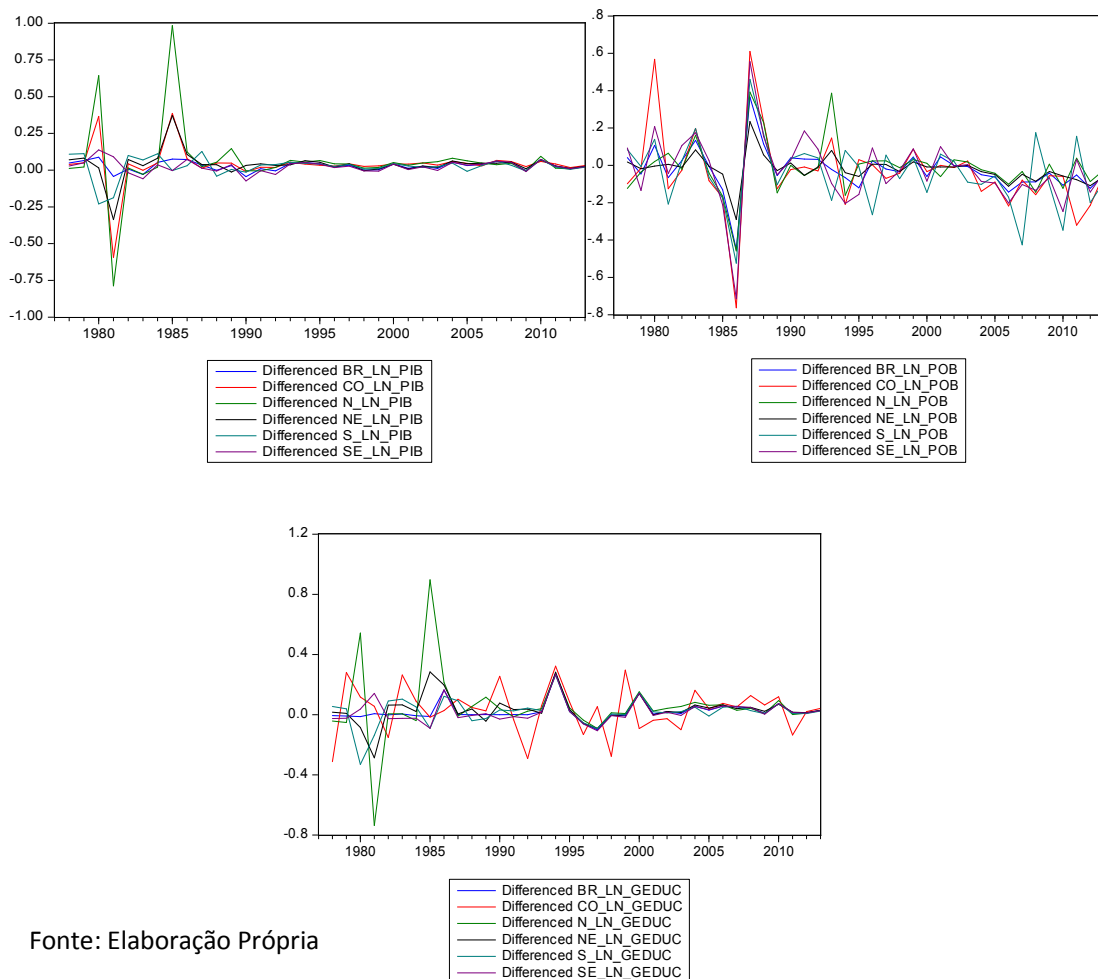 1.00
0.75
0.50
0.25
0.00
-0.25
-0.50
-0.75
-1.00
1980 1985 1990 1995 2000 2005 2010
Differenced BR_LN_PIB
Differenced CO_LN_PIB
Differenced N_LN_PIB
Differenced NE_LN_PIB
Differenced S_LN_PIB
Differenced SE_LN_PIB
.8
.6
.4
.2
.0
-.2
-.4
-.6
-.8
1980 1985 1990 1995 2000 2005 2010
Differenced BR_LN_POB
Differenced CO_LN_POB
Differenced N_LN_POB
Differenced NE_LN_POB
Differenced S_LN_POB
Differenced SE_LN_POB
1.2
0.8
0.4
0.0
-0.4
-0.8
1980 1985 1990 1995 2000 2005 2010
Differenced BR_LN_GEDUC
Differenced CO_LN_GEDUC
Differenced N_LN_GEDUC
Differenced NE_LN_GEDUC
Differenced S_LN_GEDUC
Differenced SE_LN_GEDUC
Fonte: Elaboração Própria